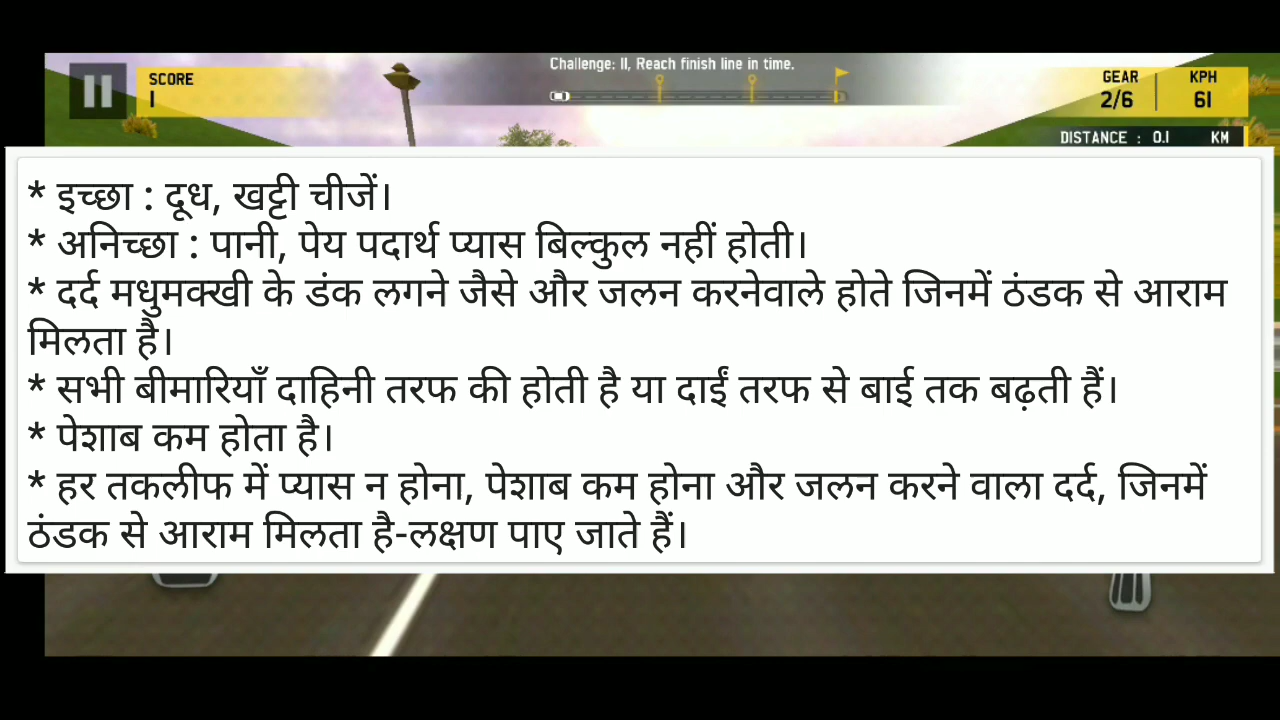 Challenge: II, Reach finish line in time.
SCORE
1
GEAR
2/6
KPH
61
DISTANCE : 0.1 KM
* इच्छा : दूध, खट्टी चीजें।
* अनिच्छा : पानी, पेय पदार्थ प्यास बिल्कुल नहीं होती।
* दर्द मधुमक्खी के डंक लगने जैसे और जलन करनेवाले होते जिनमें ठंडक से आराम
मिलता है।
* सभी बीमारियाँ दाहिनी तरफ की होती है या दाईं तरफ से बाई तक बढ़ती हैं।
* पेशाब कम होता है।
* हर तकलीफ में प्यास न होना, पेशाब कम होना और जलन करने वाला दर्द, जिनमें
ठंडक से आराम मिलता है-लक्षण पाए जाते हैं।